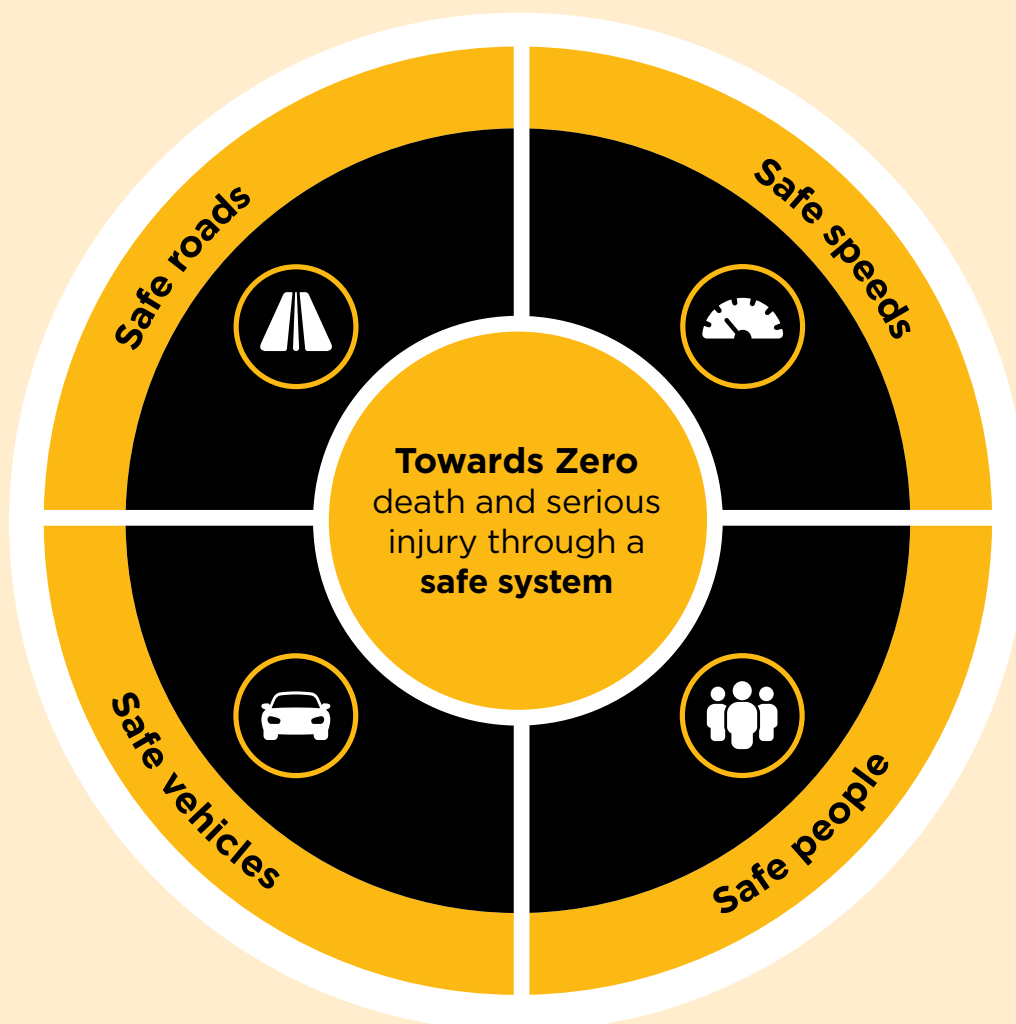 Safe roads
Safe speeds
Towards Zero
death and serious
injury through a
safe system
Safe vehicles
Safe people